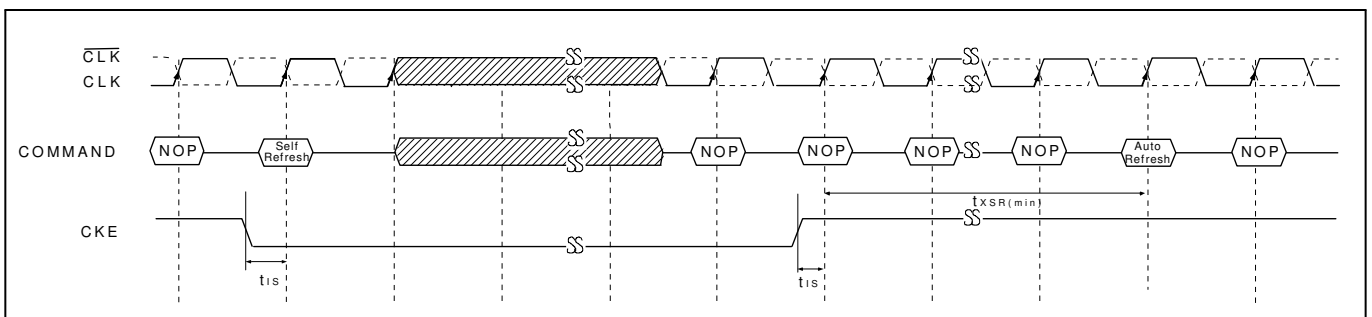 CLK
CLK
COMMAND
NOP Self Refresh NOP NOP NOP NOP Auto Refresh NOP
tXSR(min)
CKE
tIS tIS